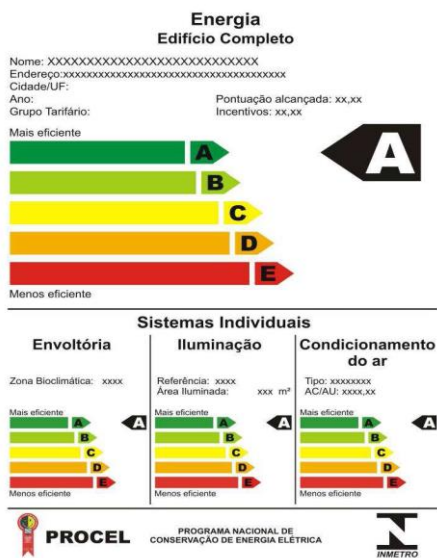 Energia
Edifício Completo
Nome: XXXXXXXXXXXXXXXXXXXXXXXXXXX
Endereço:xxxxxxxxxxxxxxxxxxxxxxxxxxxxxxxxxxxxxx
Cidade/UF:
Ano: Pontuação alcançada: xx,xx
Grupo Tarifário: Incentivos: xx,xx
Mais eficiente
A A
B
C
D
E
Menos eficiente
Sistemas Individuais
Envoltória
Zona Bioclimática: xxxx
Mais eficiente
A A
B
C
D
E
Menos eficiente
Iluminação
Referência: xxxx
Área Iluminada: xxx m²
Mais eficiente
A A
B
C
D
E
Menos eficiente
Condicionamento
do ar
Tipo: xxxxxxxx
AC/AU: xxxx,xx
Mais eficiente
A A
B
C
D
E
Menos eficiente
PROCEL
PROGRAMA NACIONAL DE
CONSERVAÇÃO DE ENERGIA ELÉTRICA
INMETRO